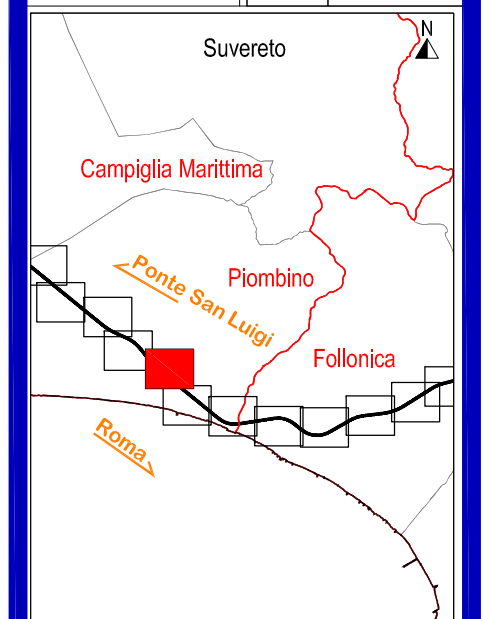 N
Suvereto
Campiglia Marittima
Ponte San Luigi
Piombino
Follonica
Roma